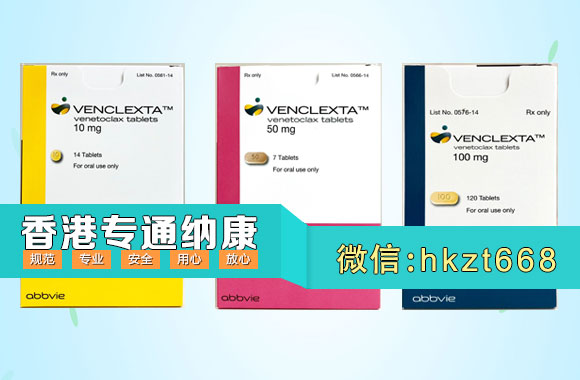 Rx only
List No. 0561-14
VENCLEXTA™
venetoclax tablets
10 mg
14 Tablets
For oral use only
abbvie
Rx only
List No. 0566-14
VENCLEXTA™
venetoclax tablets
50 mg
50
7 Tablets
For oral use only
abbvie
List No. 0576-14
Rx only
VENCLEXTA™
venetoclax tablets
100 mg
100
120 Tablets
For oral use only
abbvie
香港专通纳康
规范 专业 安全 用心 放心
微信:hkzt668